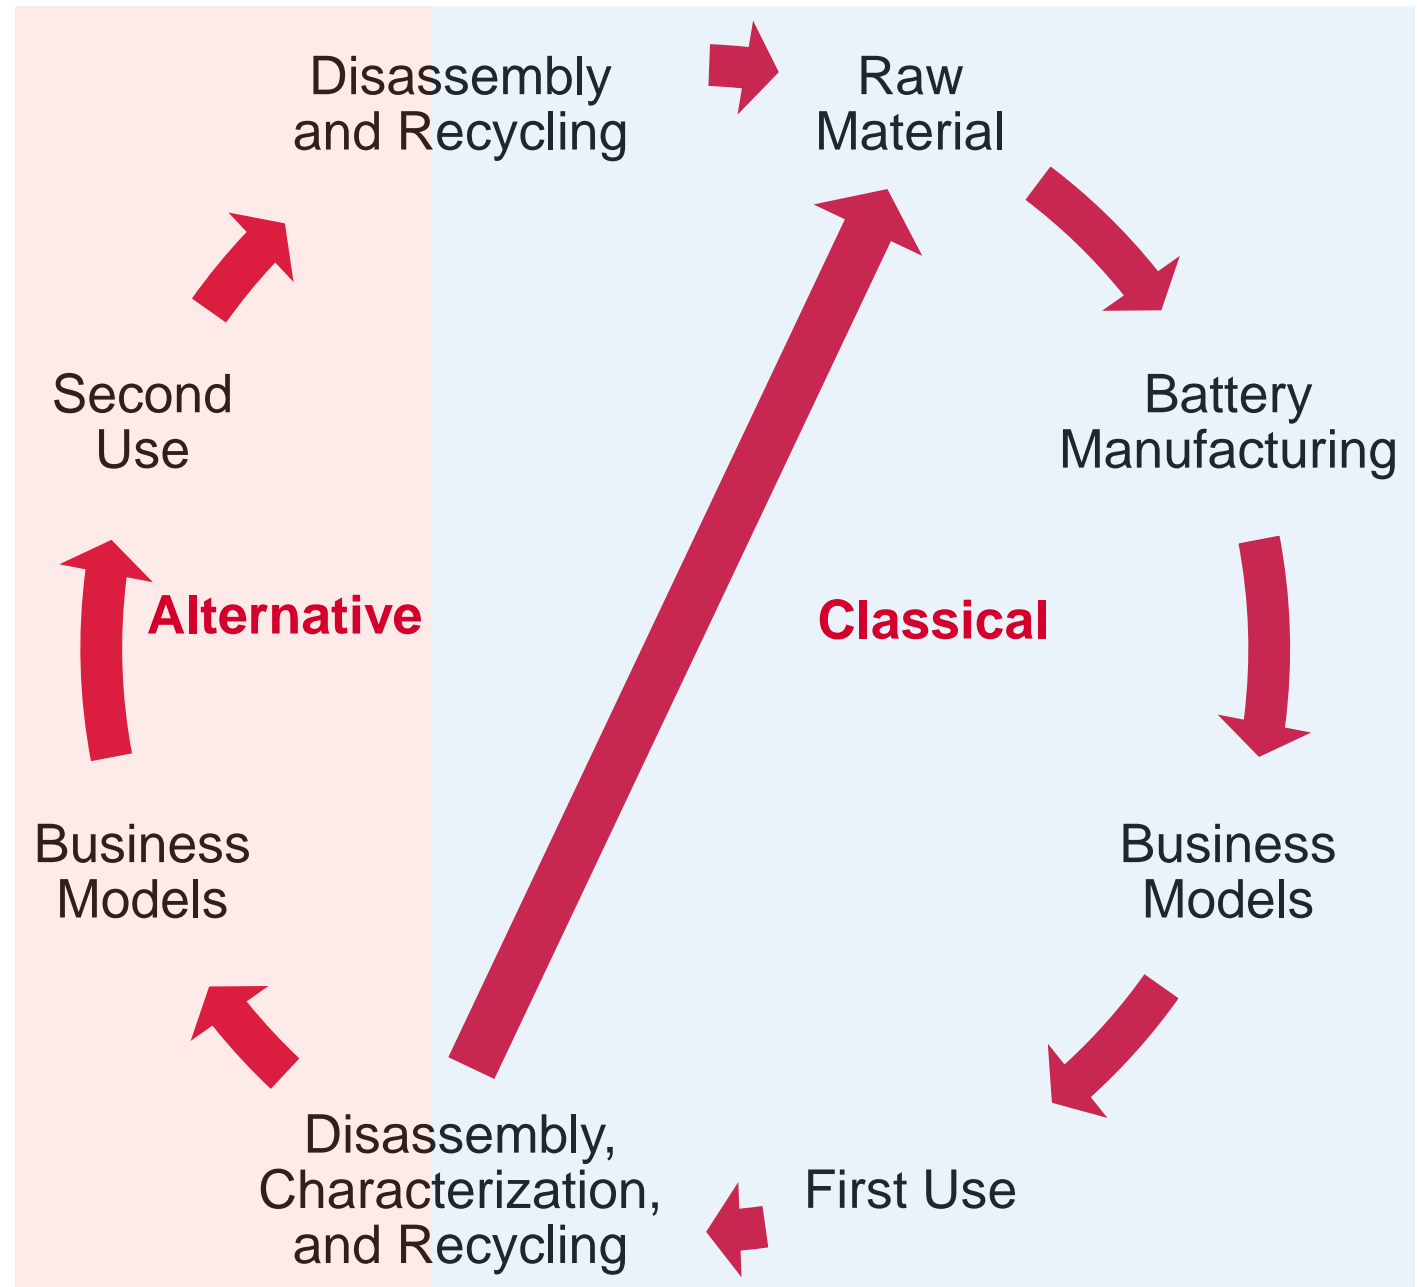 Disassembly
and Recycling
Raw
Material
Second
Use
Battery
Manufacturing
Alternative
Classical
Business
Models
Business
Models
Disassembly,
Characterization,
and Recycling
First Use